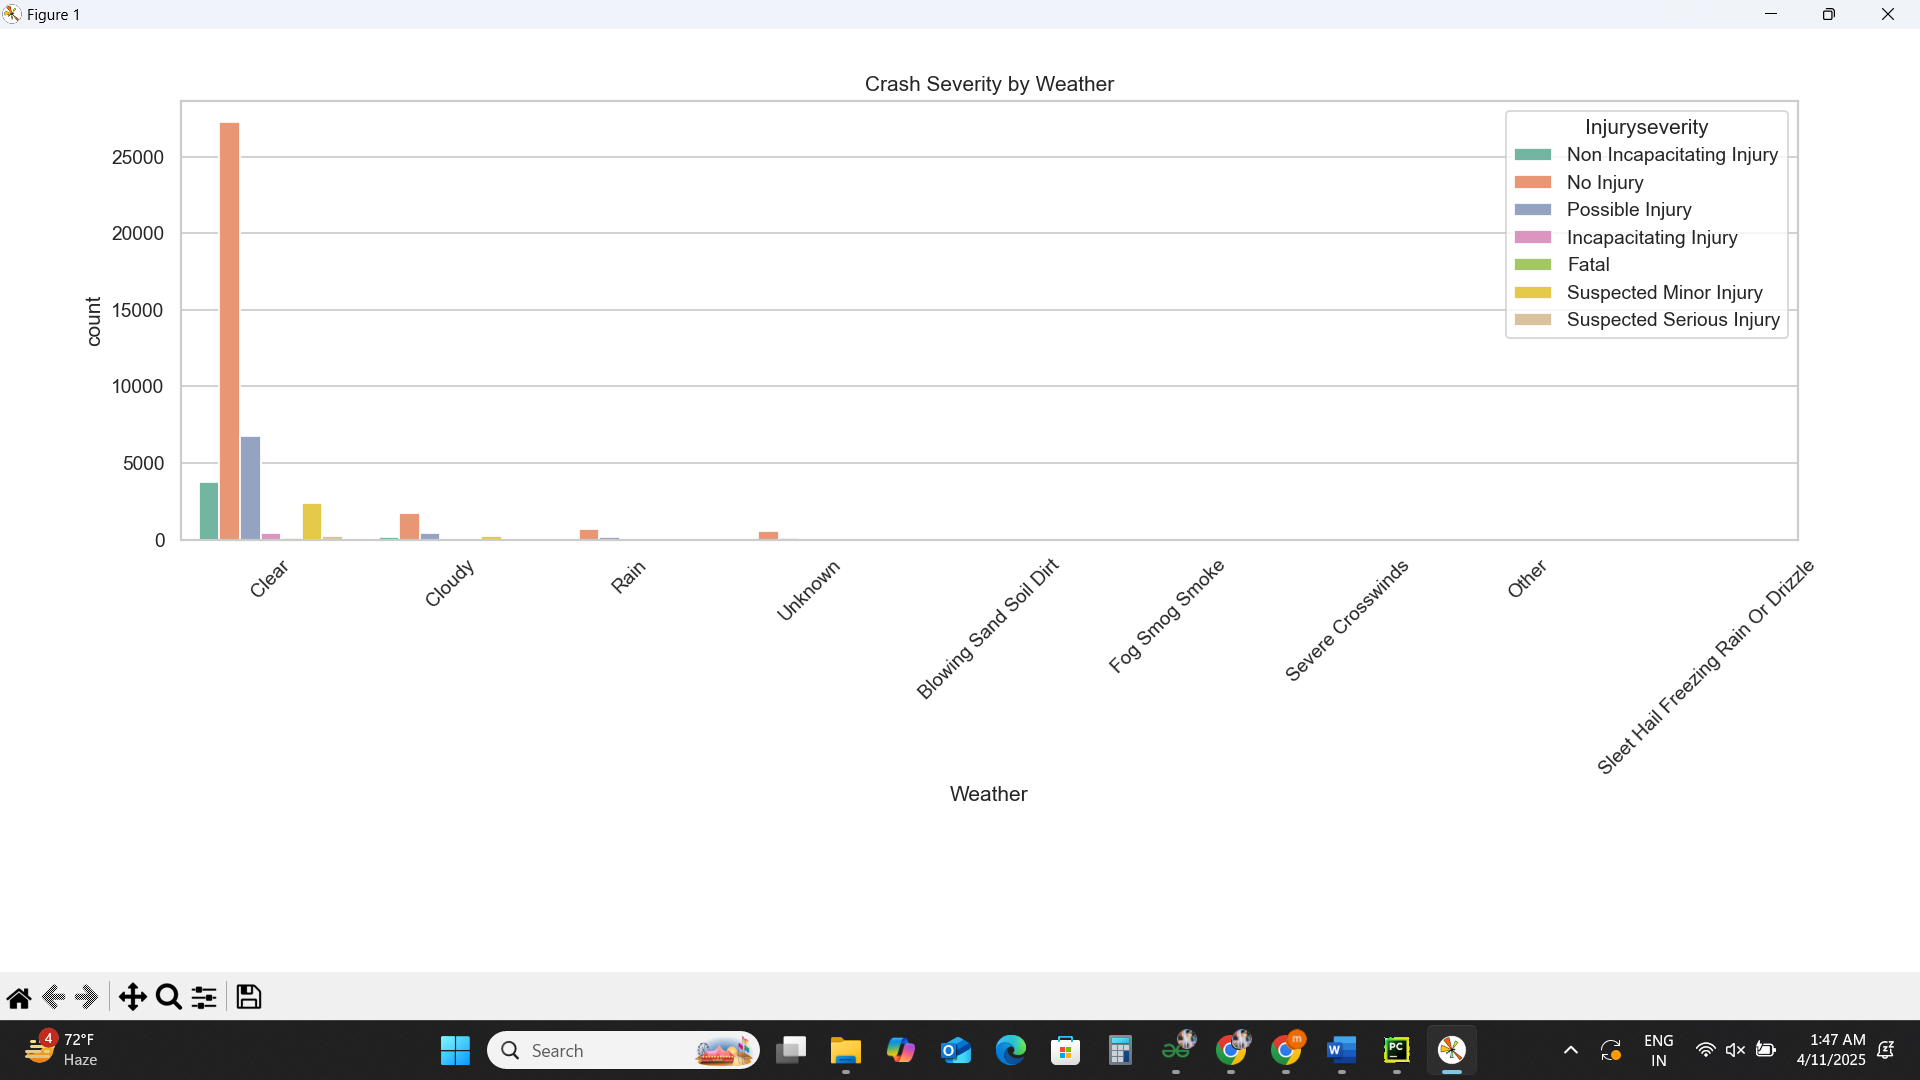 Figure 1
Crash Severity by Weather
Injuryseverity
Non Incapacitating Injury
No Injury
Possible Injury
Incapacitating Injury
Fatal
Suspected Minor Injury
Suspected Serious Injury
25000
20000
15000
10000
5000
0
count
Clear
Cloudy
Rain
Unknown
Blowing Sand Soil Dirt
Fog Smog Smoke
Severe Crosswinds
Other
Sleet Hail Freezing Rain Or Drizzle
Weather
4
72°F
Haze
Search
m
W
PC
ENG
IN
1:47 AM
4/11/2025